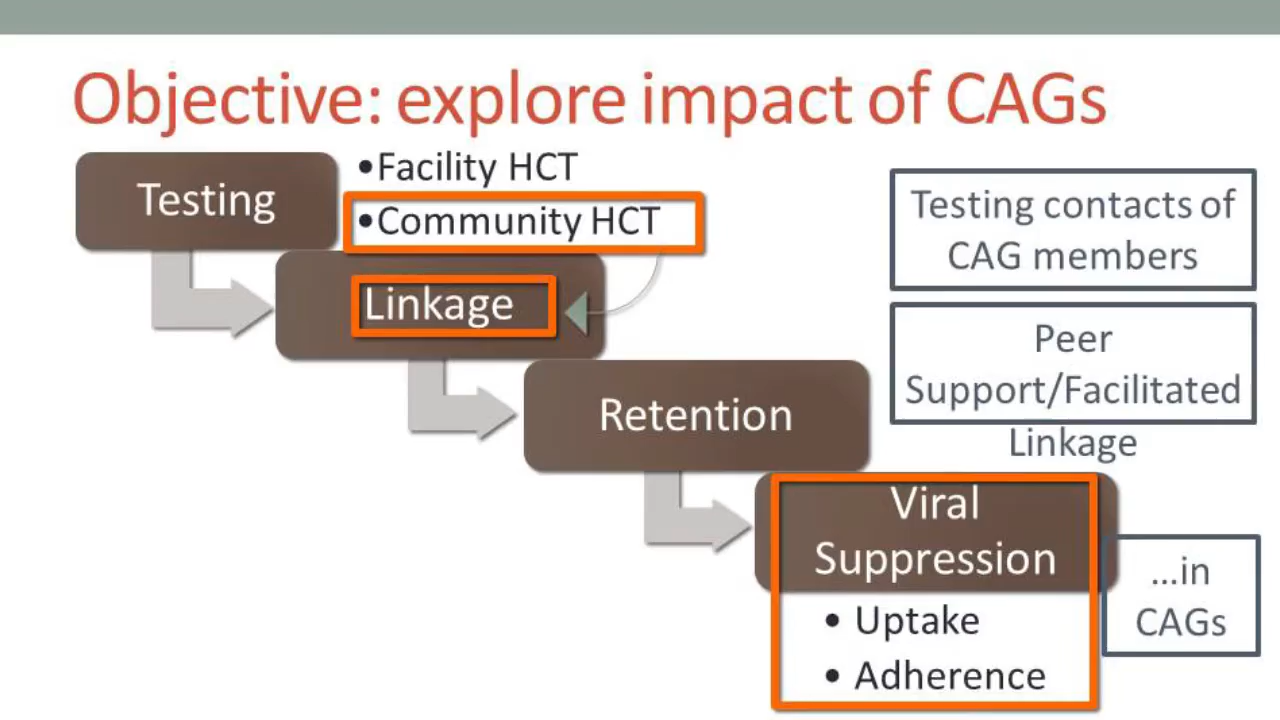 Objective: explore impact of CAGs
Testing
•Facility HCT
•Community HCT
Testing contacts of
CAG members
Linkage
Peer
Support/Facilitated
Linkage
Retention
Viral
Suppression
• Uptake
• Adherence
...in
CAGs